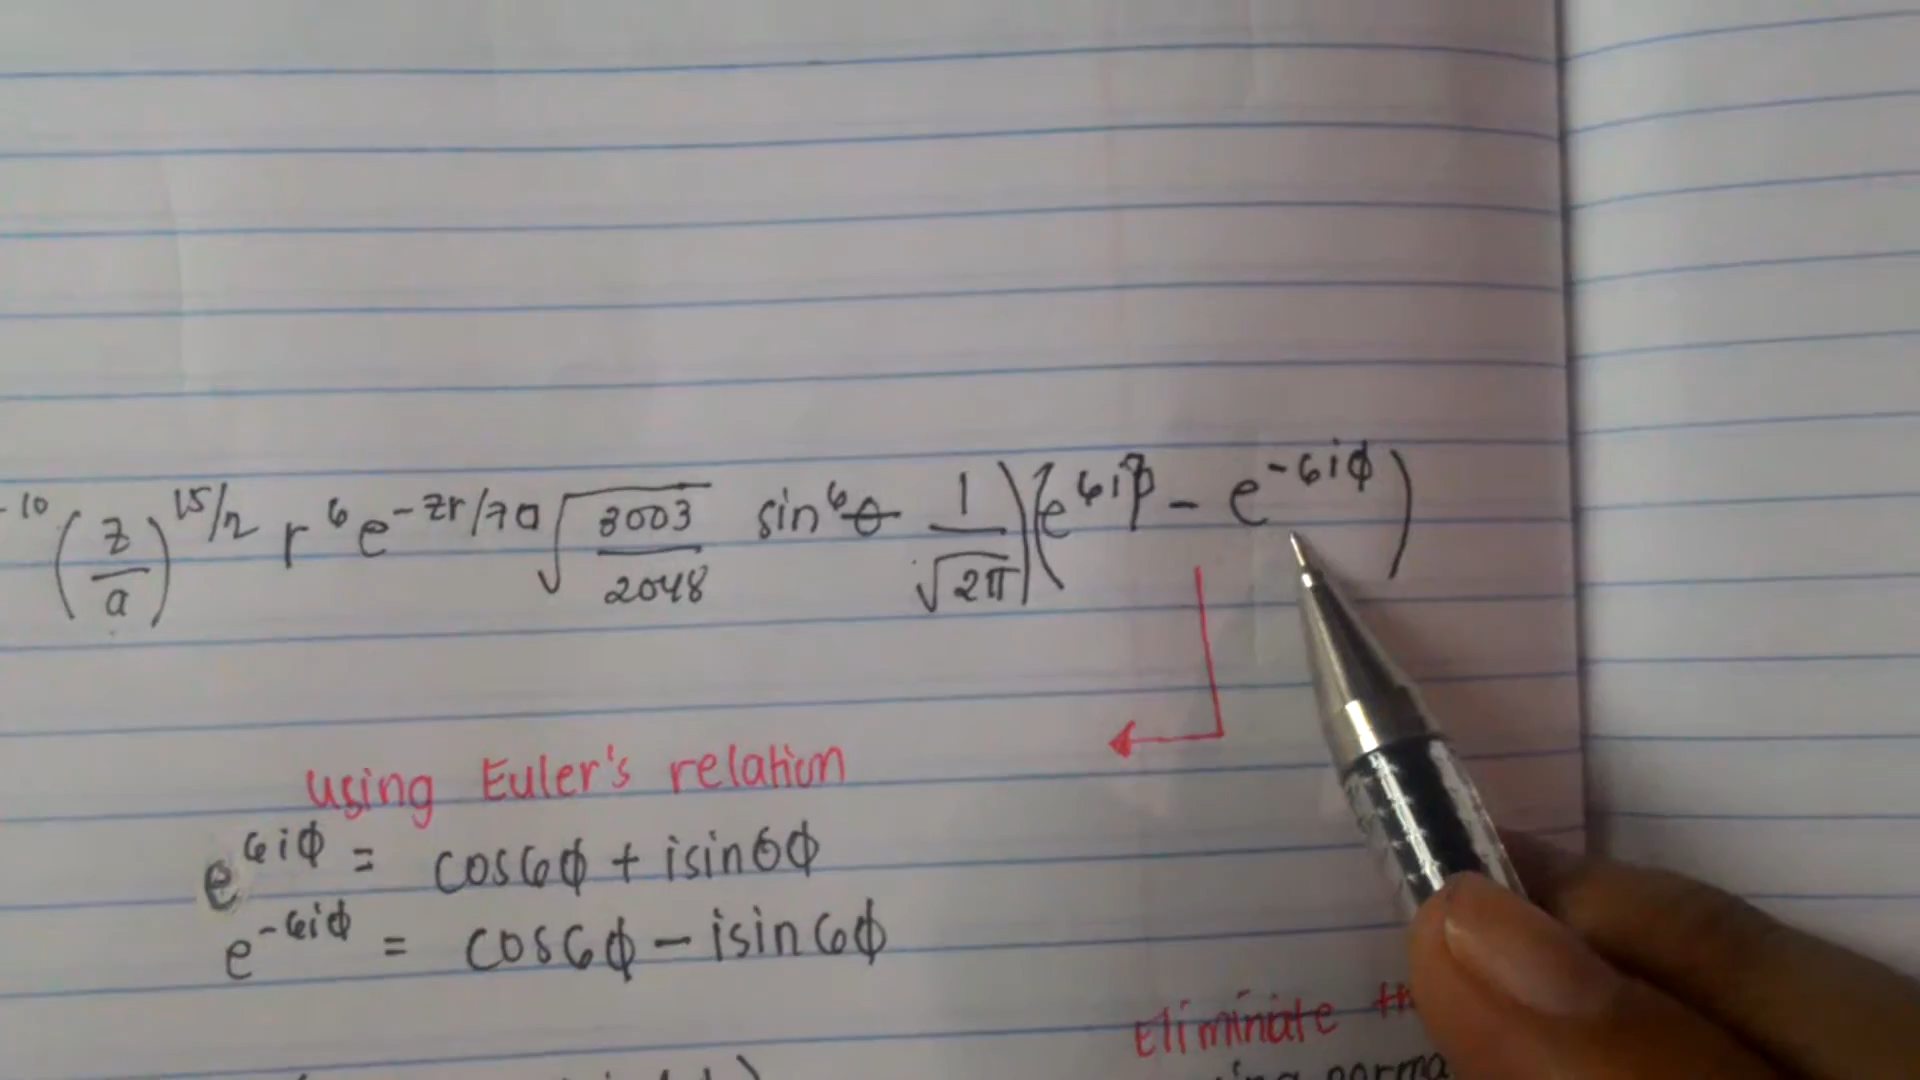 -10 (z/a)^15/2 r^6 e^-zr/7a √(3003/2048) sin^6 θ 1/√2π) (e^6iφ - e^-6iφ)
using Euler's relation
e^6iφ = cos6φ + isin6φ
e^-6iφ = cos6φ - isin6φ
Eliminate